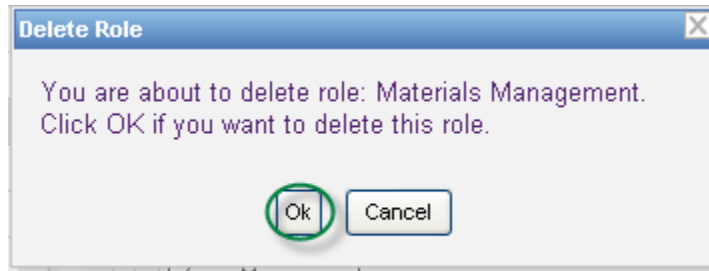 Delete Role
You are about to delete role: Materials Management.
Click OK if you want to delete this role.
Ok Cancel